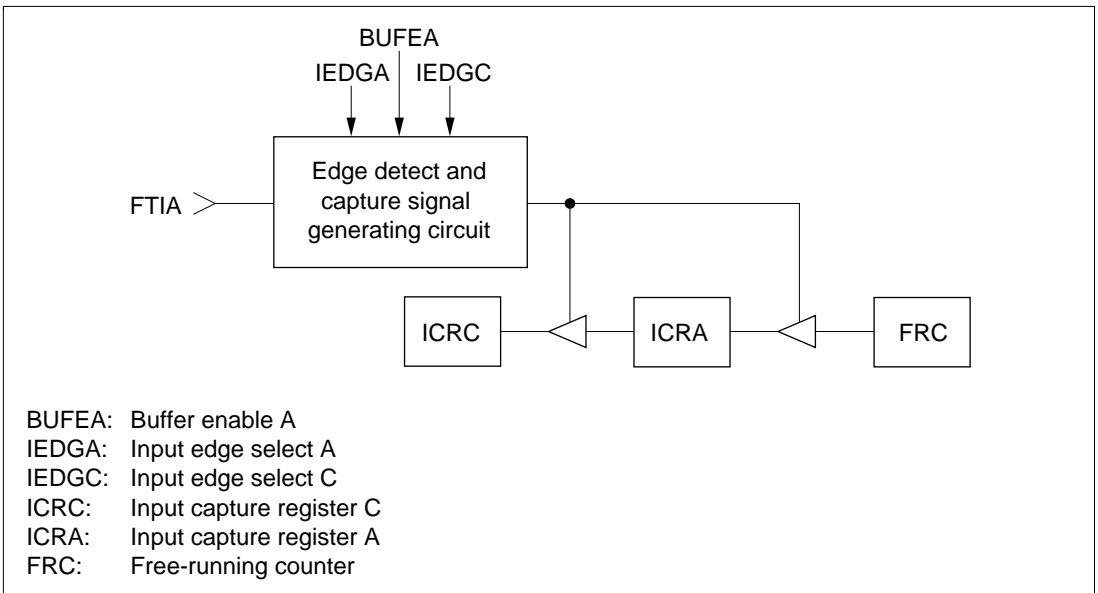 BUFEA
IEDGA IEDGC
FTIA
Edge detect and
capture signal
generating circuit
ICRC ICRA FRC
BUFEA: Buffer enable A
IEDGA: Input edge select A
IEDGC: Input edge select C
ICRC: Input capture register C
ICRA: Input capture register A
FRC: Free-running counter